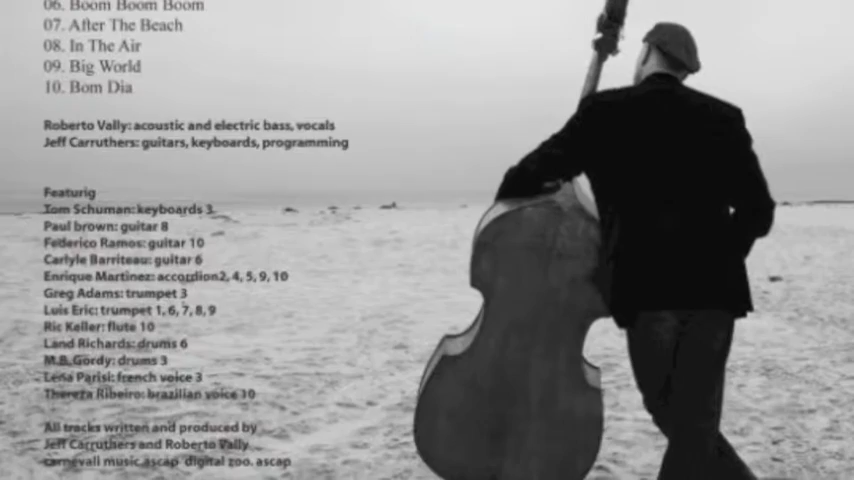 06. Boom Boom Boom
07. After The Beach
08. In The Air
09. Big World
10. Bom Dia
Roberto Vally: acoustic and electric bass, vocals
Jeff Carruthers: guitars, keyboards, programming
Featurig
Tom Schuman: keyboards 3
Paul brown: guitar 8
Federico Ramos: guitar 10
Carlyle Barriteau: guitar 6
Enrique Martinez: accordion2, 4, 5, 9, 10
Greg Adams: trumpet 3
Luis Eric: trumpet 1, 6, 7, 8, 9
Ric Keller: flute 10
Land Richards: drums 6
M.B. Gordy: drums 3
Lena Parisi: french voice 3
Thereza Ribeiro: brazilian voice 10
All tracks written and produced by
Jeff Carruthers and Roberto Vally
carnevall music.ascap digital zoo. ascap